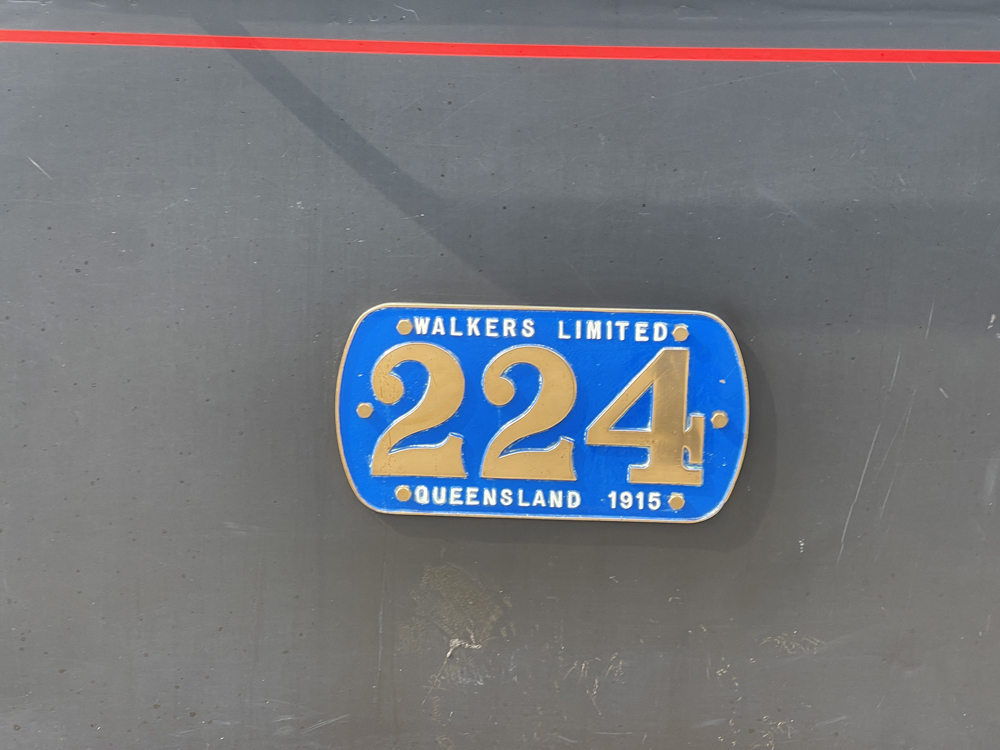 WALKERS LIMITED
224
QUEENSLAND 1915